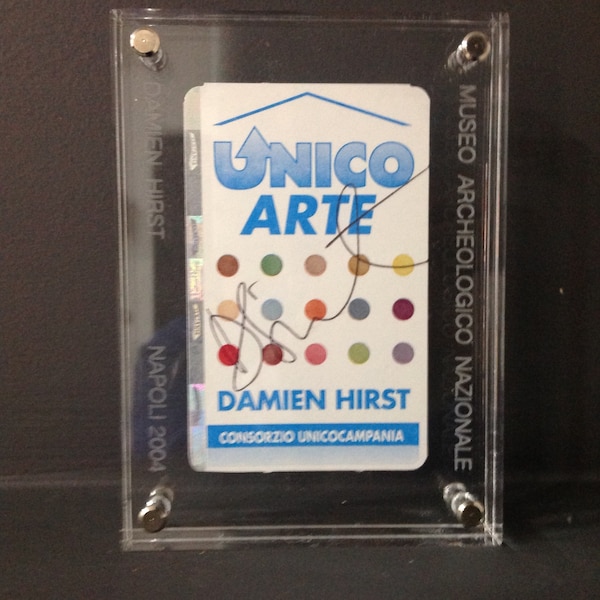 UNICO
ARTE
DAMIEN HIRST
CONSORZIO UNICOCAMPANIA
DAMIEN HIRST
NAPOLI 2004
MUSEO ARCHEOLOGICO NAZIONALE